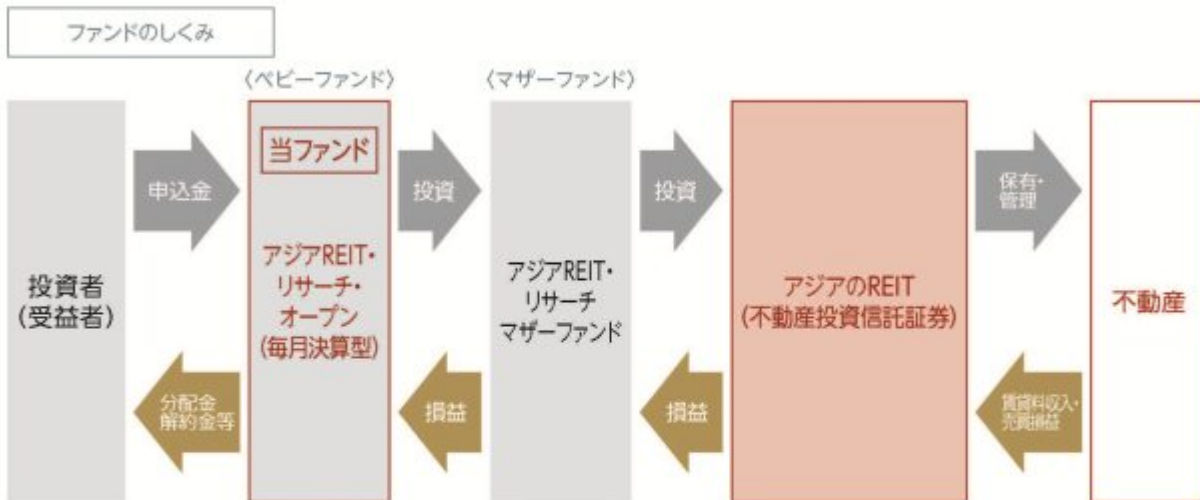 ファンドのしくみ
〈ベビーファンド〉
〈マザーファンド〉
投資者
(受益者)
申込金
分配金
解約金等
当ファンド
アジアREIT・
リサーチ・
オープン
(毎月決算型)
投資
損益
アジアREIT・
リサーチ
マザーファンド
投資
損益
アジアのREIT
(不動産投資信託証券)
保有・
管理
賃貸料収入・
売買損益
不動産